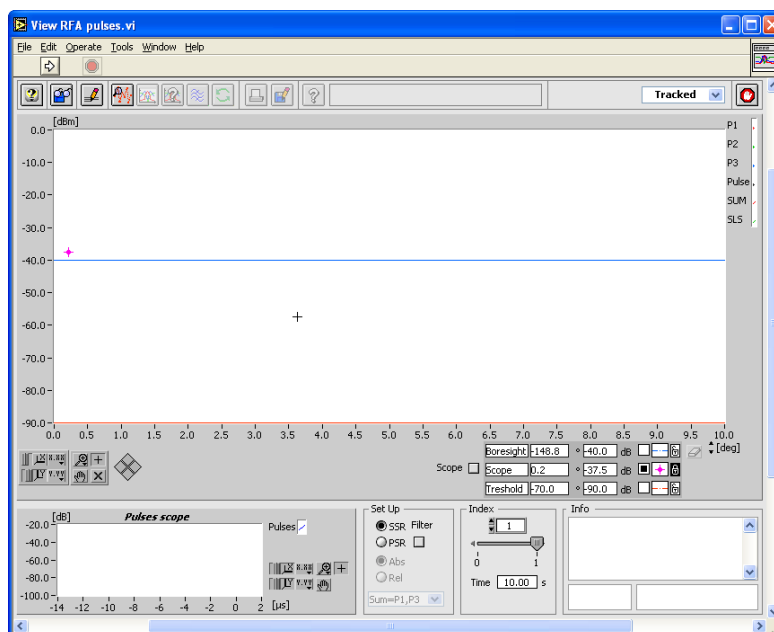 View RFA pulses.vi
File Edit Operate Tools Window Help
Tracked
[dBm]
0.0
-10.0
-20.0
-30.0
-40.0
-50.0
-60.0
-70.0
-80.0
-90.0
0.0 0.5 1.0 1.5 2.0 2.5 3.0 3.5 4.0 4.5 5.0 5.5 6.0 6.5 7.0 7.5 8.0 8.5 9.0 9.5 10.0
[deg]
P1
P2
P3
Pulse
SUM
SLS
Scope
Boresight -148.8 ° -40.0 dB
Scope 0.2 ° -37.5 dB
Treshold -70.0 ° -90.0 dB
[dB] Pulses scope
-20.0
-40.0
-60.0
-80.0
-100.0
-14 -12 -10 -8 -6 -4 -2 0 2 [µs]
Pulses
Set Up
SSR Filter
PSR
Abs
Rel
Sum=P1,P3
Index
1
0 1
Time 10.00 s
Info